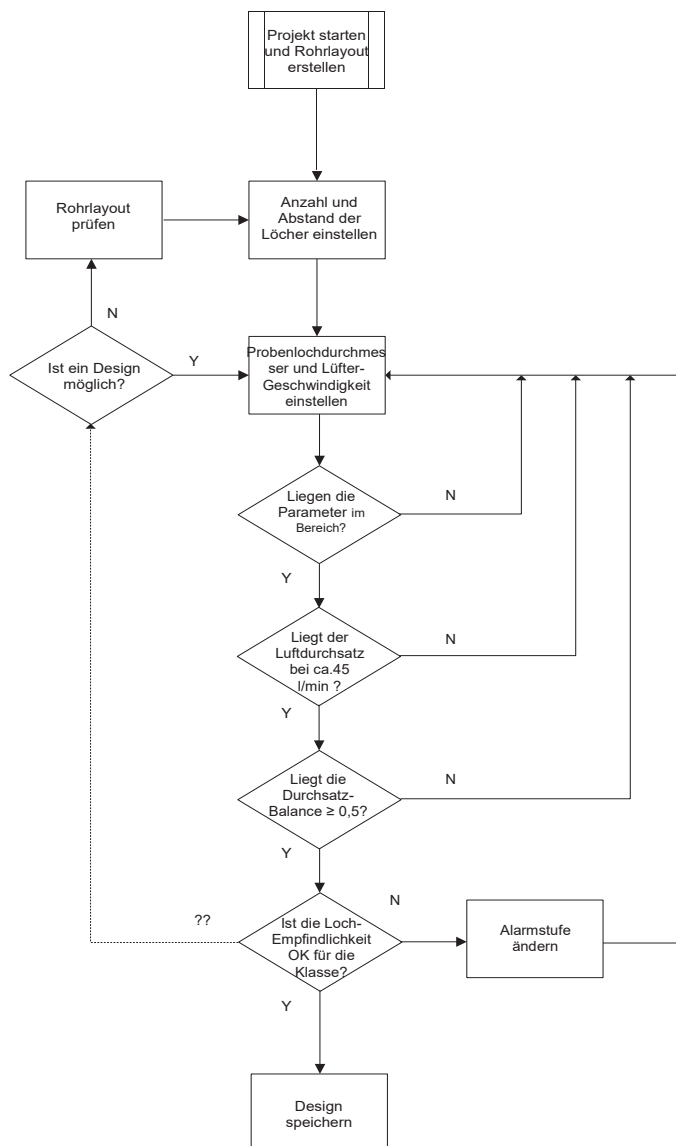 Projekt starten
und Rohrlayout
erstellen
Rohrlayout
prüfen
Anzahl und
Abstand der
Löcher einstellen
N
Ist ein Design
möglich?
Y
Probenlochdurchmes
ser und Lüfter-
Geschwindigkeit
einstellen
Liegen die
Parameter im
Bereich?
N
Y
Liegt der
Luftdurchsatz
bei ca.45
l/min ?
N
Y
Liegt die
Durchsatz-
Balance ≥ 0,5?
N
Y
??
Ist die Loch-
Empfindlichkeit
OK für die
Klasse?
N
Alarmstufe
ändern
Y
Design
speichern